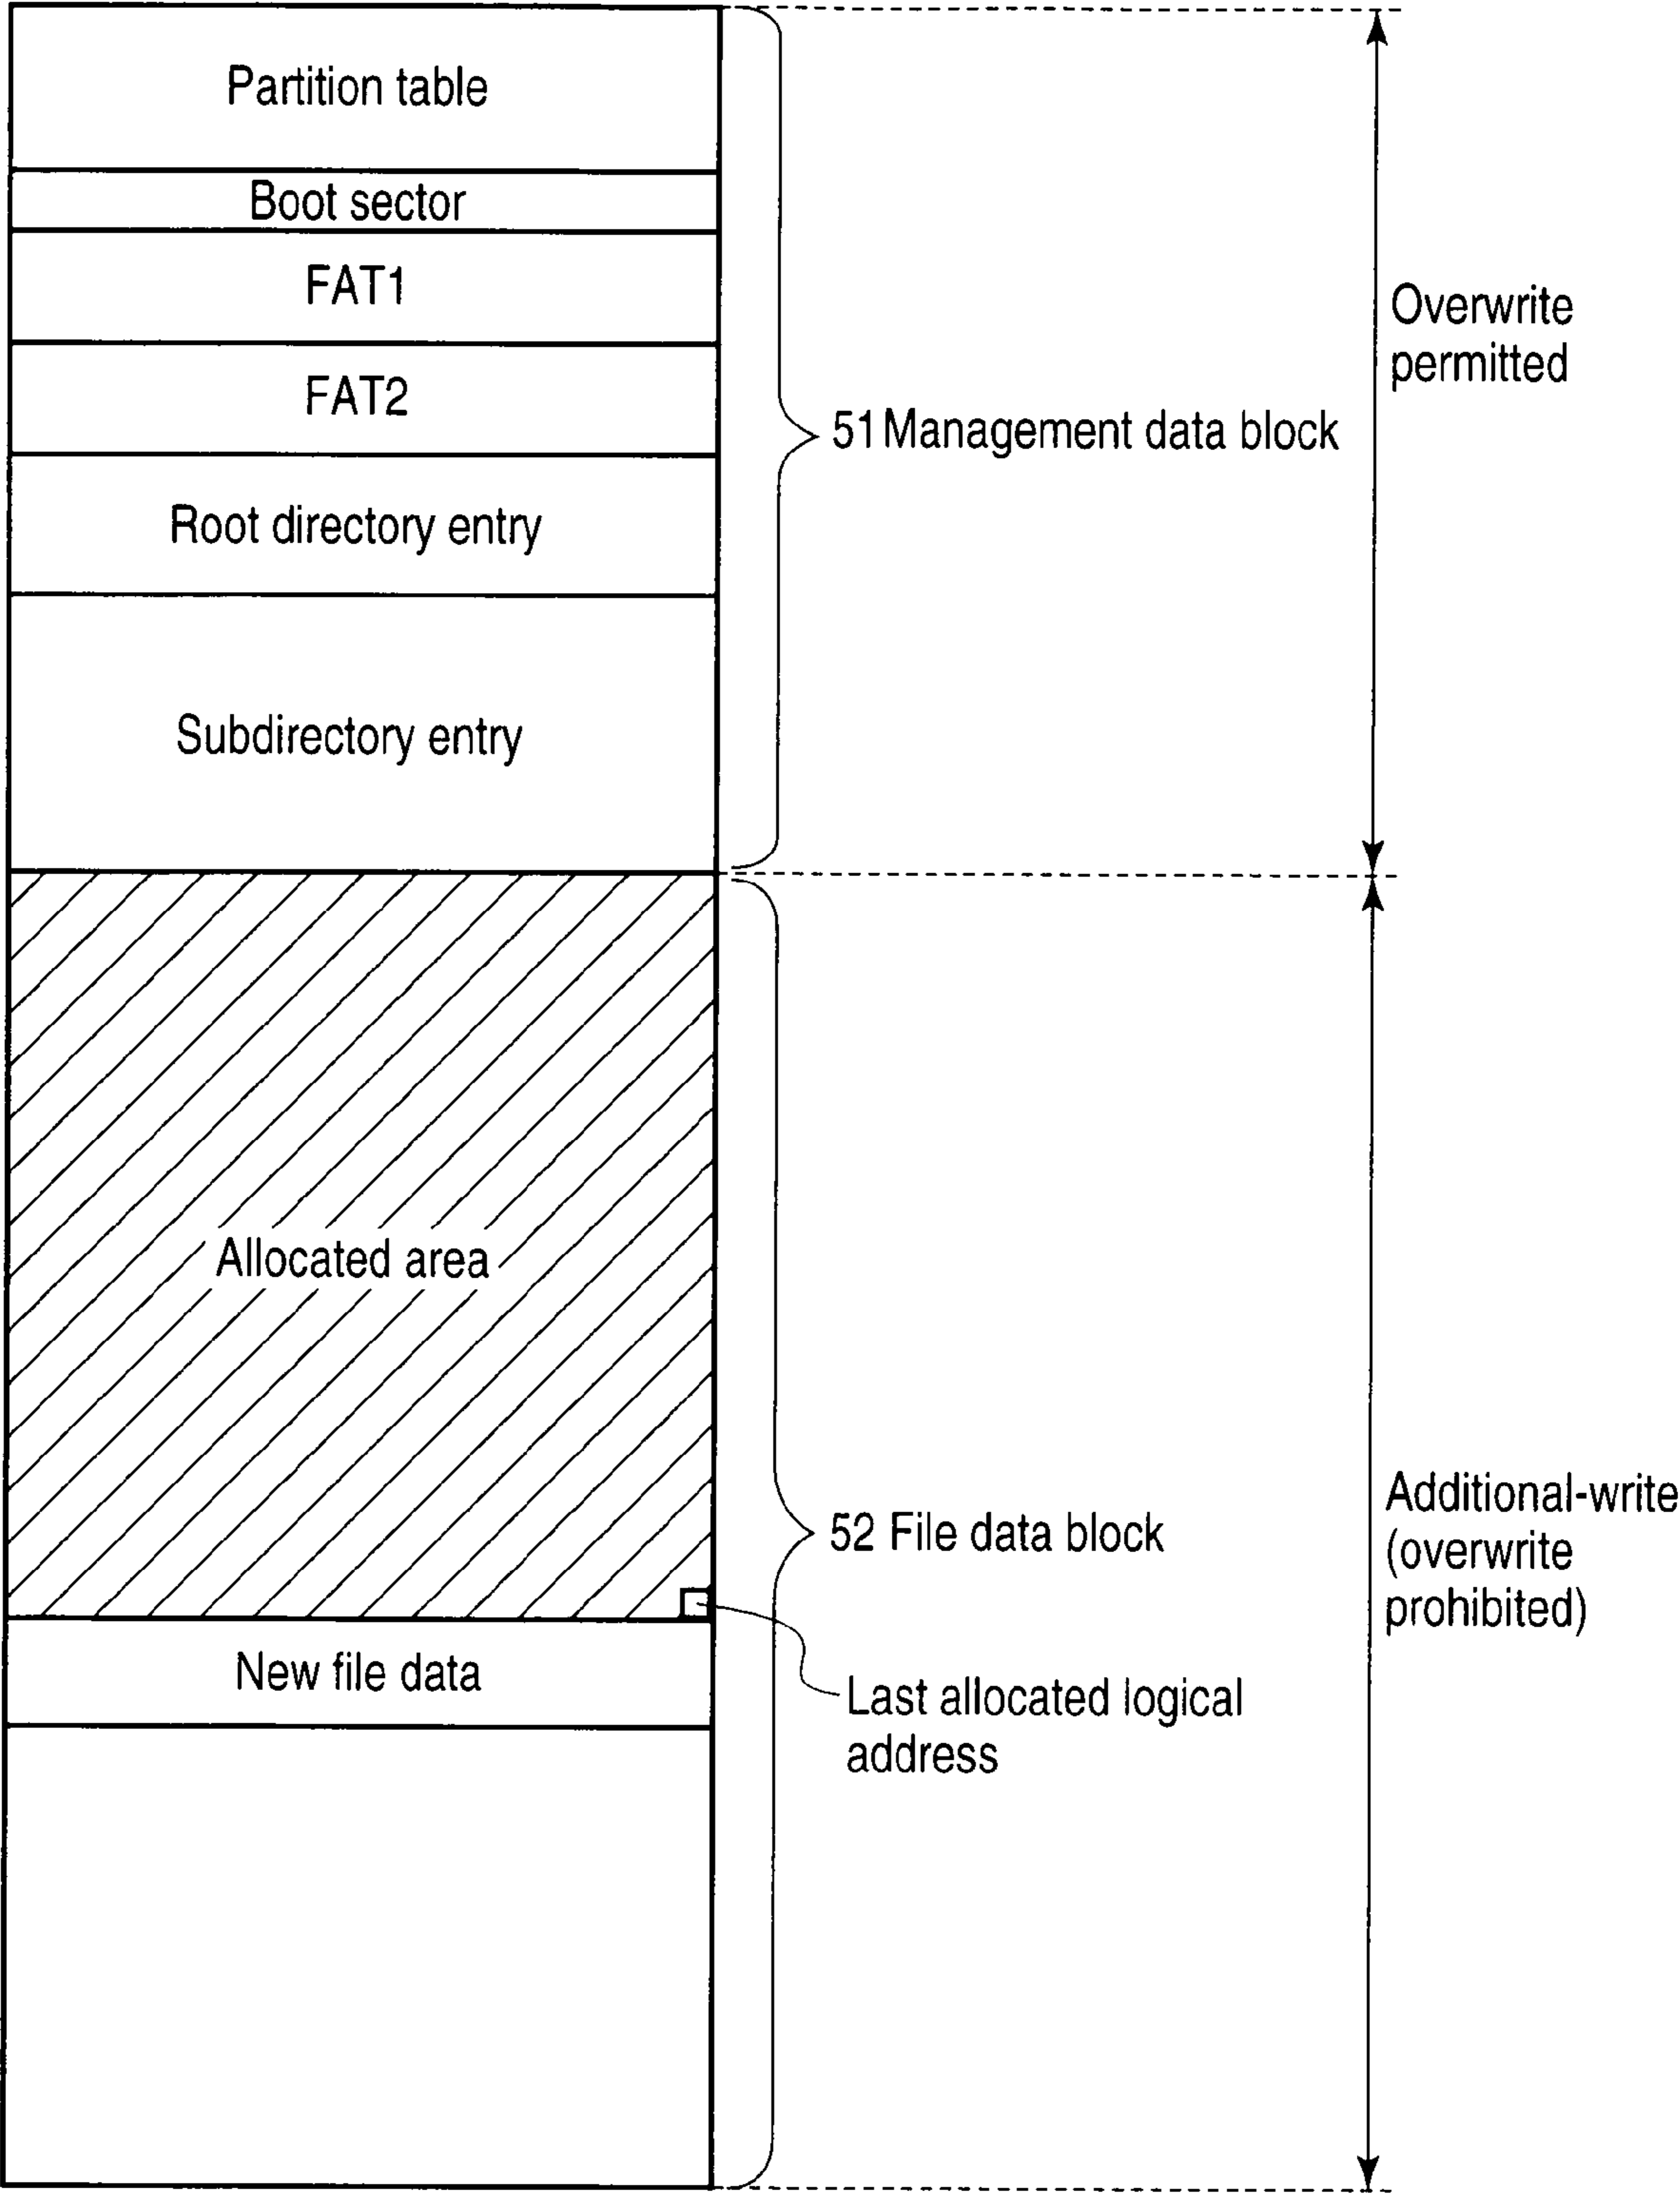 Partition table
Boot sector
FAT1
FAT2
Root directory entry
Subdirectory entry
51 Management data block
Overwrite
permitted
Allocated area
52 File data block
Additional-write
(overwrite
prohibited)
New file data
Last allocated logical
address